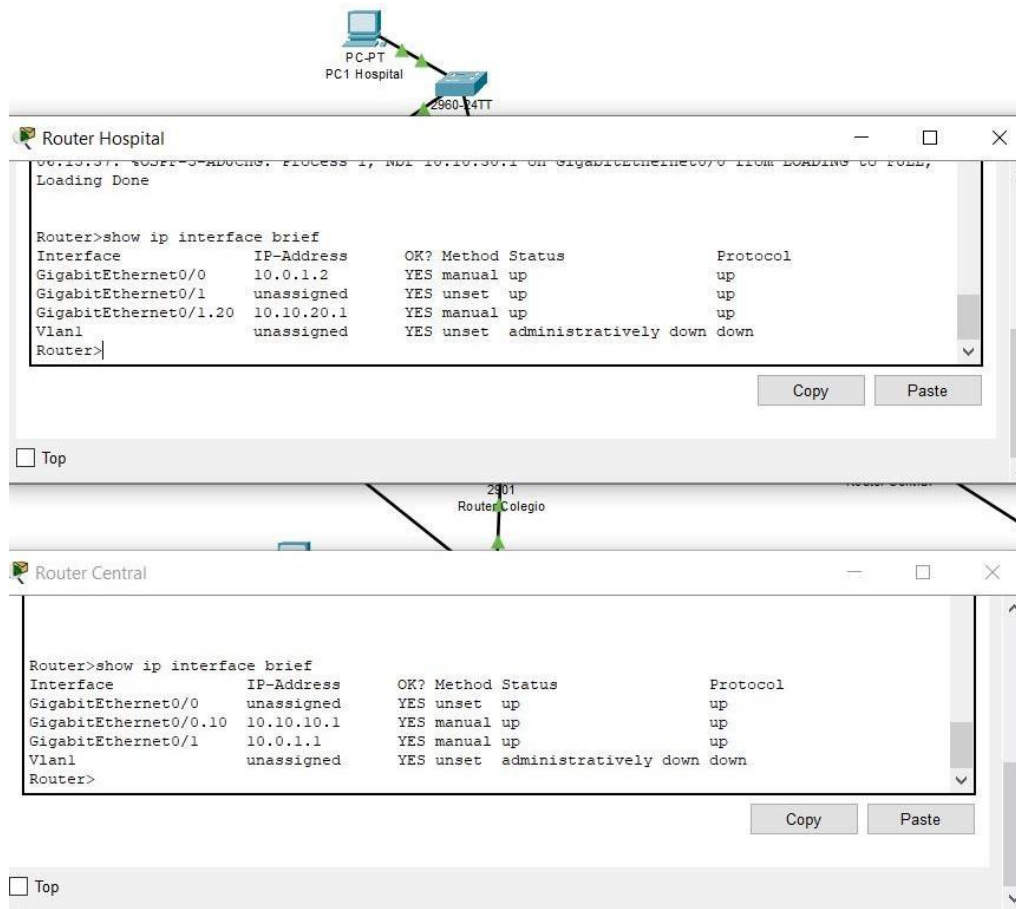 PC-PT
PC1 Hospital
2960-24TT
Router Hospital
Loading Done
Router>show ip interface brief
Interface IP-Address OK? Method Status Protocol
GigabitEthernet0/0 10.0.1.2 YES manual up up
GigabitEthernet0/1 unassigned YES unset up up
GigabitEthernet0/1.20 10.10.20.1 YES manual up up
Vlan1 unassigned YES unset administratively down down
Router>
Copy Paste
Top
2901
Router Colegio
Router Central
Router>show ip interface brief
Interface IP-Address OK? Method Status Protocol
GigabitEthernet0/0 unassigned YES unset up up
GigabitEthernet0/0.10 10.10.10.1 YES manual up up
GigabitEthernet0/1 10.0.1.1 YES manual up up
Vlan1 unassigned YES unset administratively down down
Router>
Copy Paste
Top